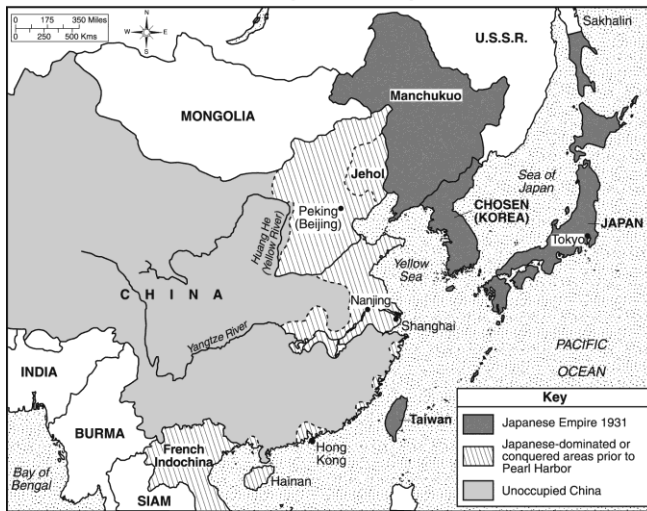 0 175 350 Miles
0 250 500 Kms
N
W E
S
Sakhalin
U.S.S.R.
MONGOLIA
Manchukuo
Jehol
Sea of
Japan
Peking
(Beijing)
CHOSEN
(KOREA)
JAPAN
Tokyo
Huang He
(Yellow River)
Yellow
Sea
CHINA
Nanjing
Shanghai
Yangtze River
PACIFIC
OCEAN
INDIA
BURMA
Taiwan
French
Indochina
Hong
Kong
Bay of
Bengal
Hainan
SIAM
Key
Japanese Empire 1931
Japanese-dominated or
conquered areas prior to
Pearl Harbor
Unoccupied China